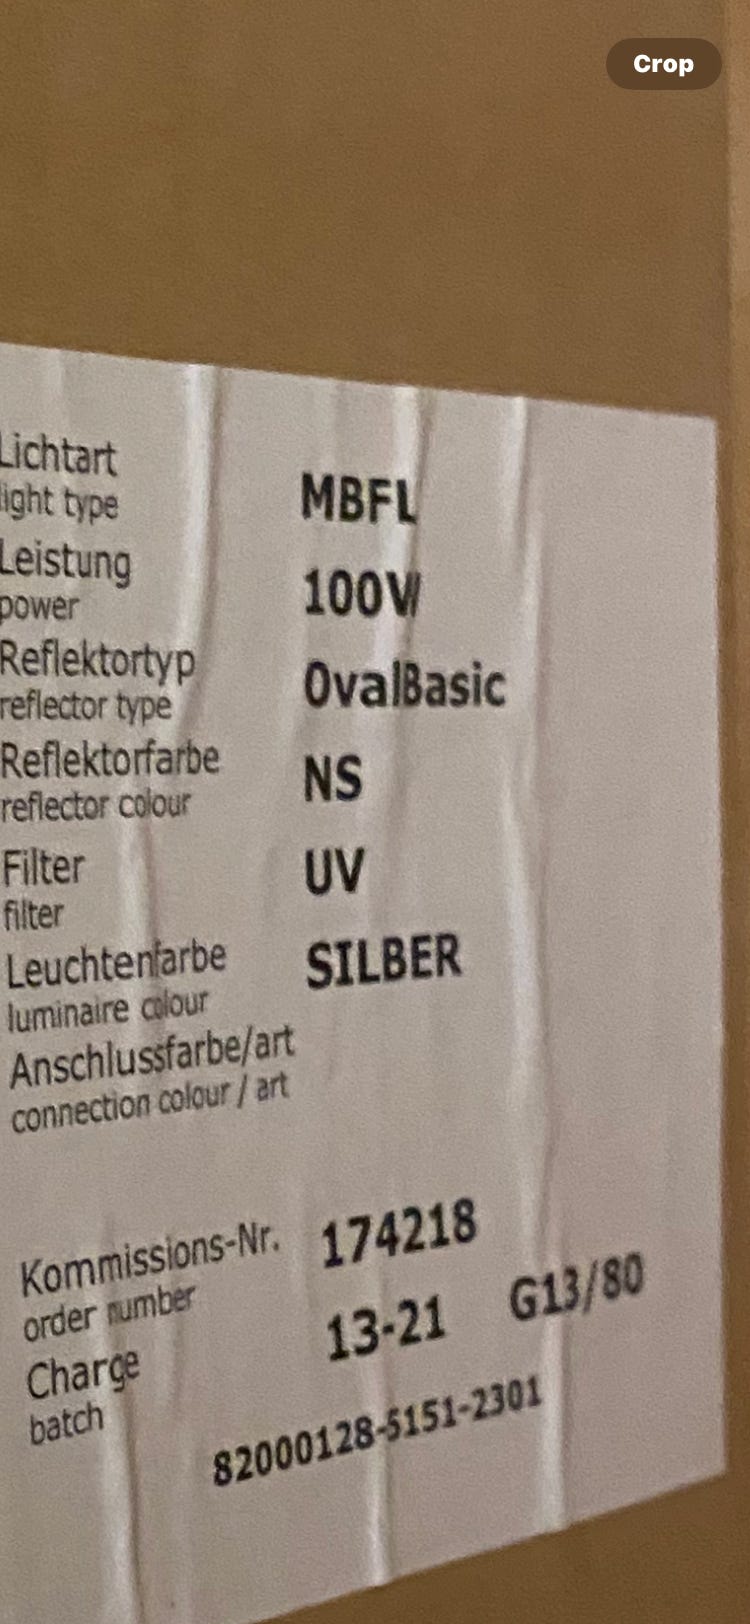 Crop
Lichtart
light type
MBFL
Leistung
power
100W
Reflektortyp
reflector type
OvalBasic
Reflektorfarbe
reflector colour
NS
Filter
filter
UV
Leuchtenfarbe
luminaire colour
SILBER
Anschlussfarbe/art
connection colour / art
Kommissions-Nr.
order number
174218
Charge
batch
13-21 G13/80
82000128-5151-2301